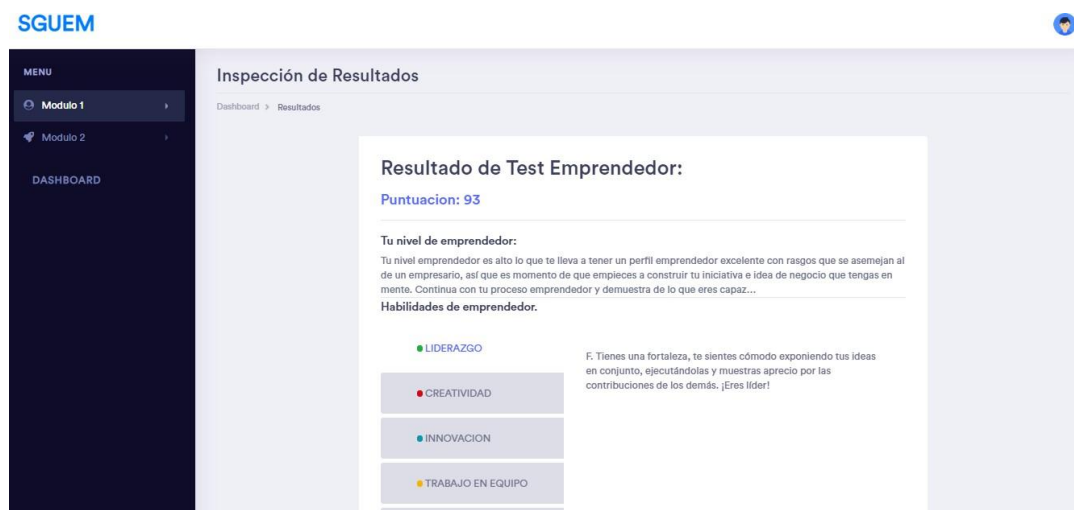 SGUEM
MENU
Modulo 1
Modulo 2
DASHBOARD
Inspección de Resultados
Dashboard > Resultados
Resultado de Test Emprendedor:
Puntuacion: 93
Tu nivel de emprendedor:
Tu nivel emprendedor es alto lo que te lleva a tener un perfil emprendedor excelente con rasgos que se asemejan al
de un empresario, así que es momento de que empieces a construir tu iniciativa e idea de negocio que tengas en
mente. Continua con tu proceso emprendedor y demuestra de lo que eres capaz...
Habilidades de emprendedor.
LIDERAZGO
CREATIVIDAD
INNOVACION
TRABAJO EN EQUIPO
F. Tienes una fortaleza, te sientes cómodo exponiendo tus ideas
en conjunto, ejecutándolas y muestras aprecio por las
contribuciones de los demás. ¡Eres líder!